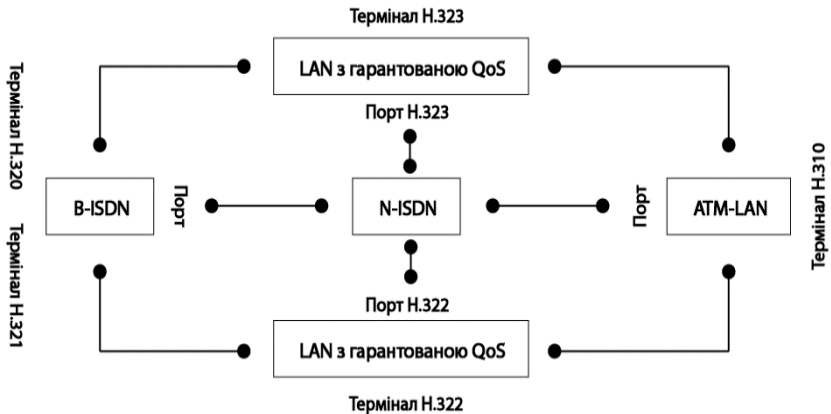 Термінал H.323
LAN з гарантованою QoS
Порт H.323
Термінал H.320
B-ISDN
Порт
N-ISDN
Порт
ATM-LAN
Термінал H.310
Термінал H.321
Порт H.322
LAN з гарантованою QoS
Термінал H.322